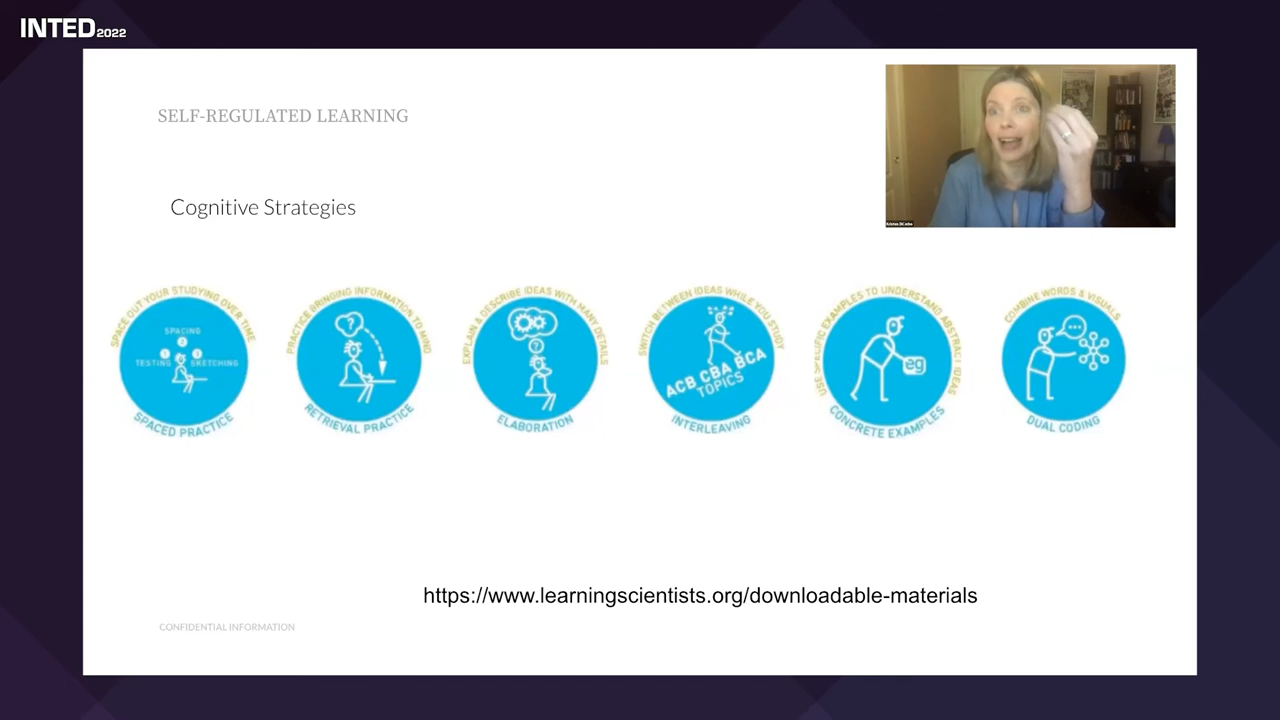 INTED2022
SELF-REGULATED LEARNING
Cognitive Strategies
SPACE OUT YOUR STUDYING OVER TIME
SPACING
2
1 3
TESTING SKETCHING
SPACED PRACTICE
PRACTICE BRINGING INFORMATION TO MIND
?
RETRIEVAL PRACTICE
EXPLAIN & DESCRIBE IDEAS WITH MANY DETAILS
?
ELABORATION
SWITCH BETWEEN IDEAS WHILE YOU STUDY
ACB CBA BCA
TOPICS
INTERLEAVING
USE SPECIFIC EXAMPLES TO UNDERSTAND ABSTRACT IDEAS
eg
CONCRETE EXAMPLES
COMBINE WORDS & VISUALS
DUAL CODING
https://www.learningscientists.org/downloadable-materials
CONFIDENTIAL INFORMATION